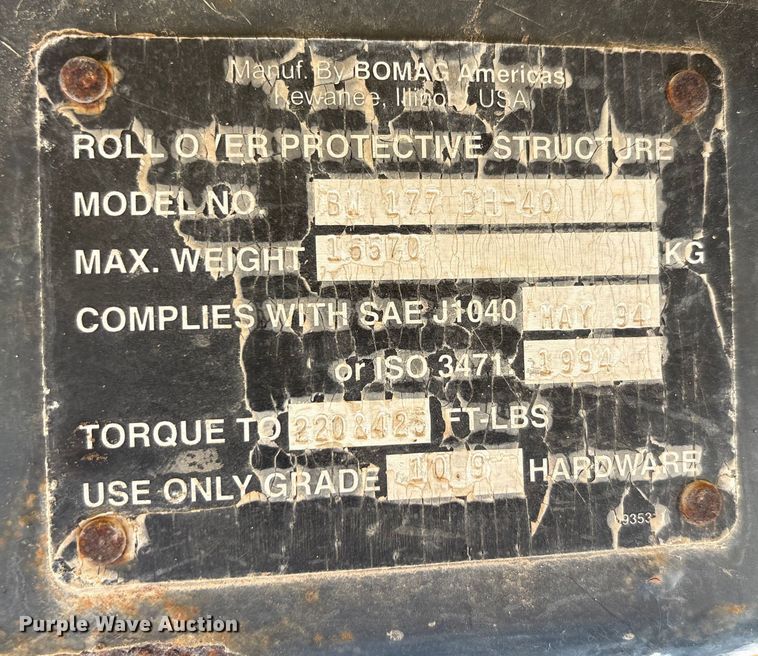 Manuf. By BOMAG Americas
Kewanee, Illinois, USA
ROLL OVER PROTECTIVE STRUCTURE
MODEL NO. BW 177 DH-40
MAX. WEIGHT 16570 KG
COMPLIES WITH SAE J1040 MAY 94
or ISO 3471: 1994
TORQUE TO 220&425 FT-LBS
USE ONLY GRADE 10.9 HARDWARE
Purple Wave Auction